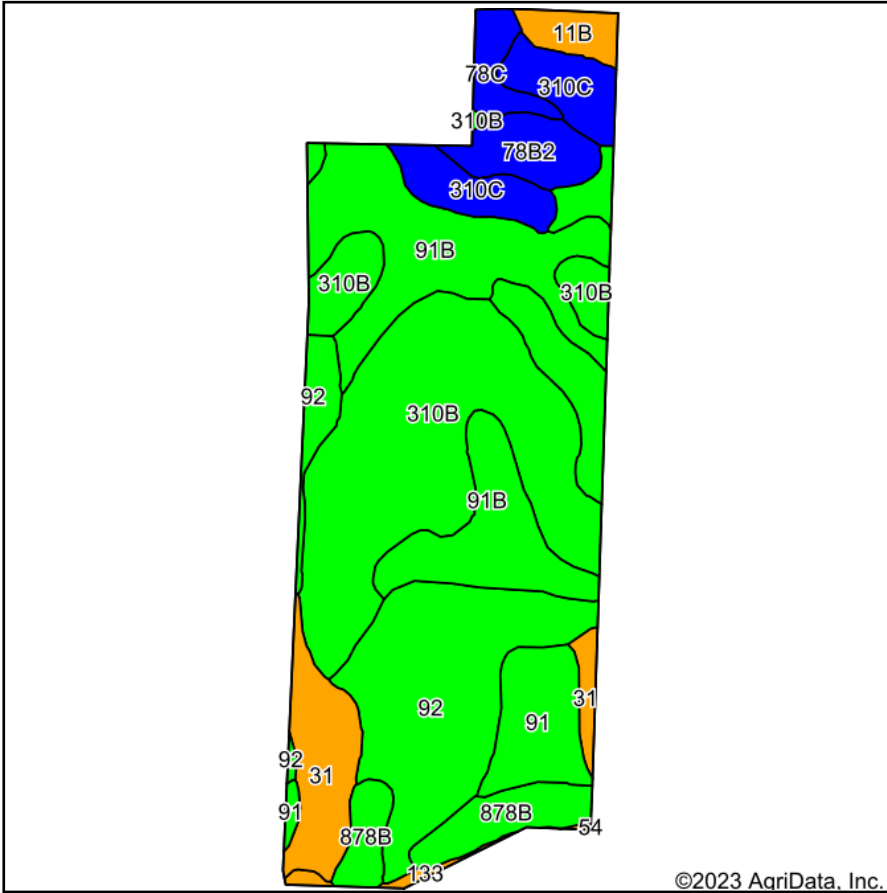 11B
78C
310C
310B
78B2
310C
91B
310B
310B
92
310B
91B
92
31
91
92
31
91
878B
878B
54
133
©2023 AgriData, Inc.